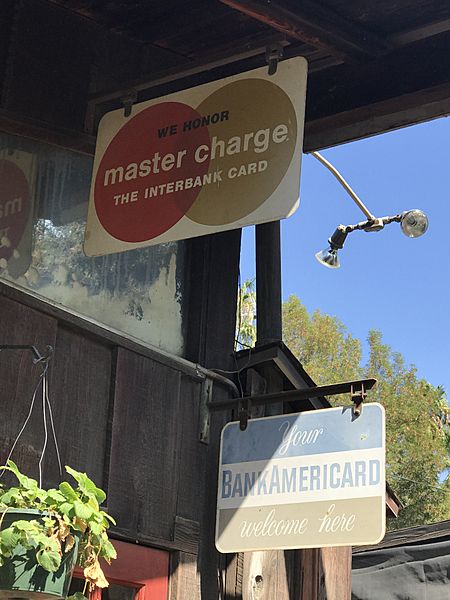 WE HONOR
master charge
THE INTERBANK CARD
Your
BANKAMERICARD
welcome here